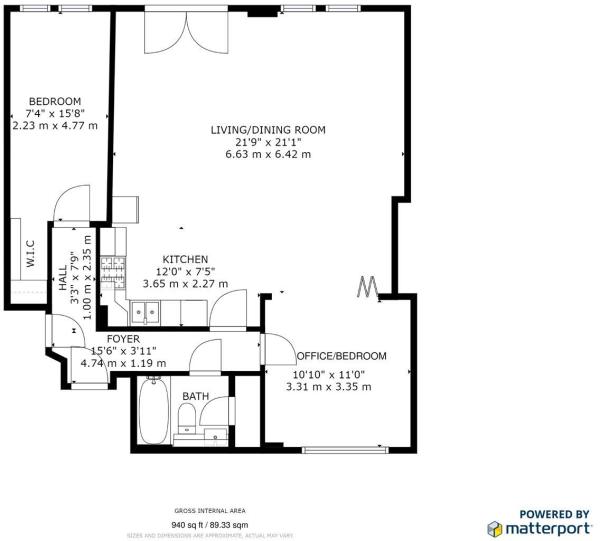 BEDROOM
7'4" x 15'8"
2.23 m x 4.77 m
LIVING/DINING ROOM
21'9" x 21'1"
6.63 m x 6.42 m
W.I.C
HALL
3'3" x 7'9"
1.00 m x 2.35 m
KITCHEN
12'0" x 7'5"
3.65 m x 2.27 m
FOYER
15'6" x 3'11"
4.74 m x 1.19 m
OFFICE/BEDROOM
10'10" x 11'0"
3.31 m x 3.35 m
BATH
GROSS INTERNAL AREA
940 sq ft / 89.33 sqm
SIZES AND DIMENSIONS ARE APPROXIMATE, ACTUAL MAY VARY.
POWERED BY
matterport